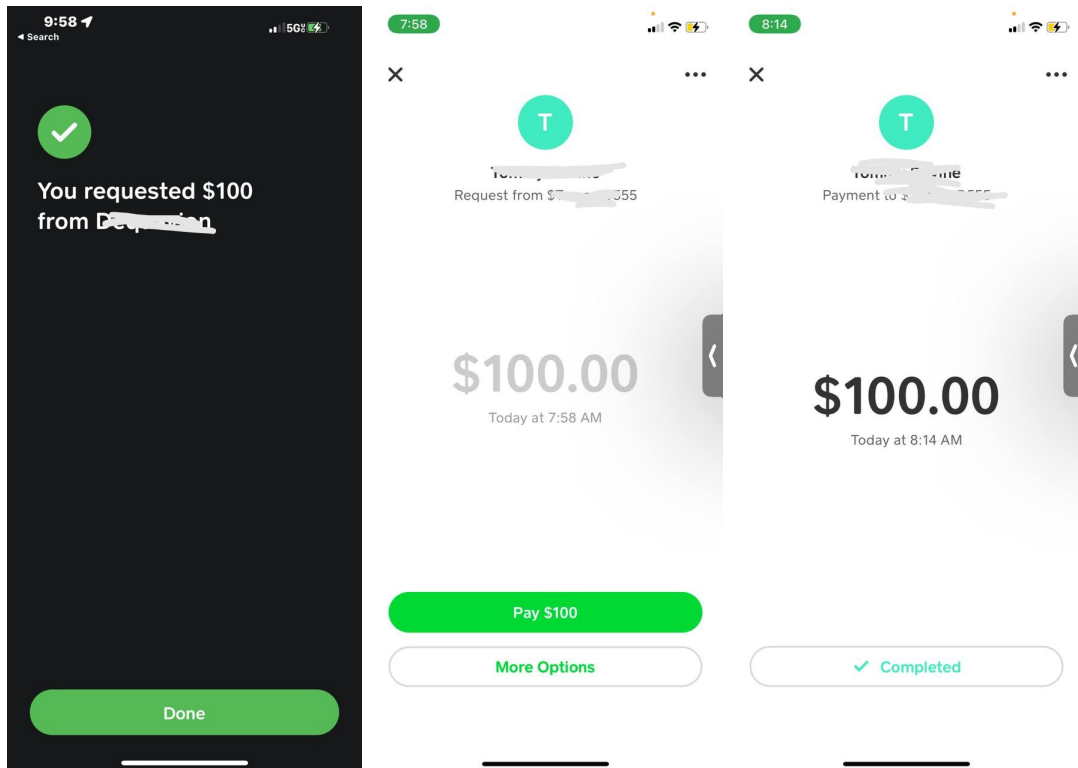 9:58
Search
5G
You requested $100
from
Done
7:58
T
Request from
Pay $100
$100.00
Today at 7:58 AM
More Options
8:14
T
Payment to
$100.00
Today at 8:14 AM
Completed